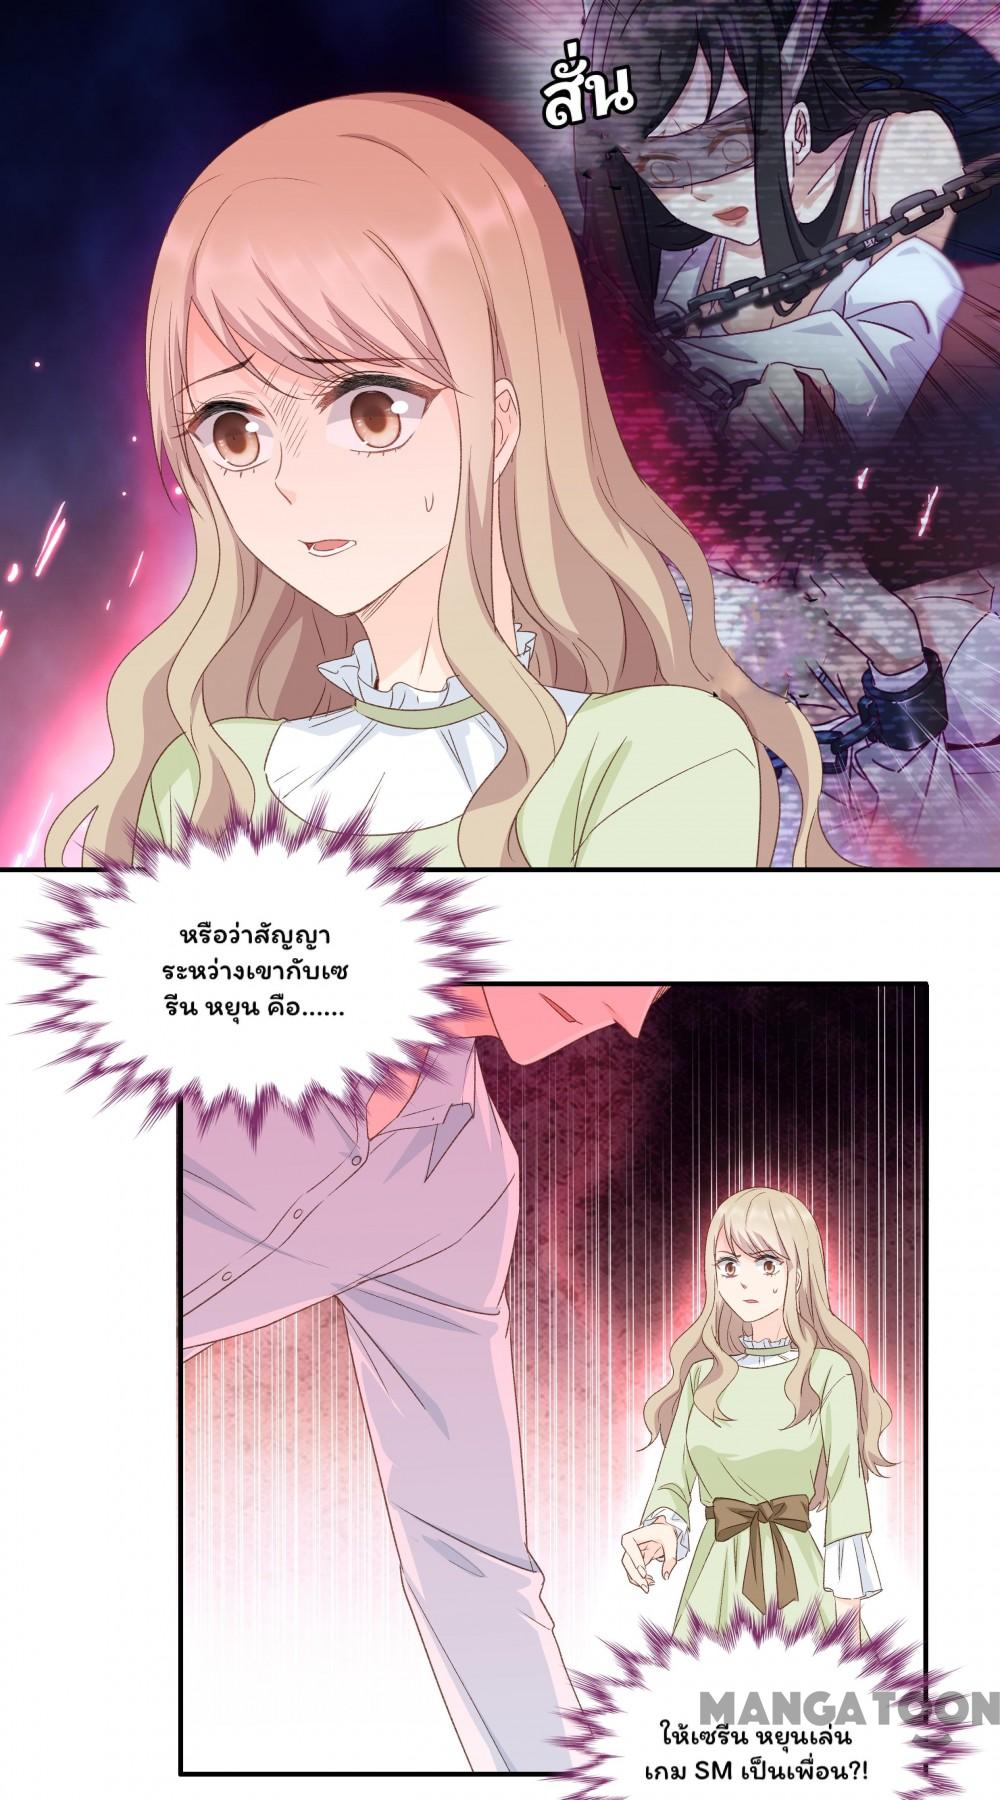 สั่น
หรือว่าสัญญา
ระหว่างเขากับเซ
รีน หยุน คือ......
MANGATOON
ให้เซรีน หยุนเล่น
เกม SM เป็นเพื่อน?!